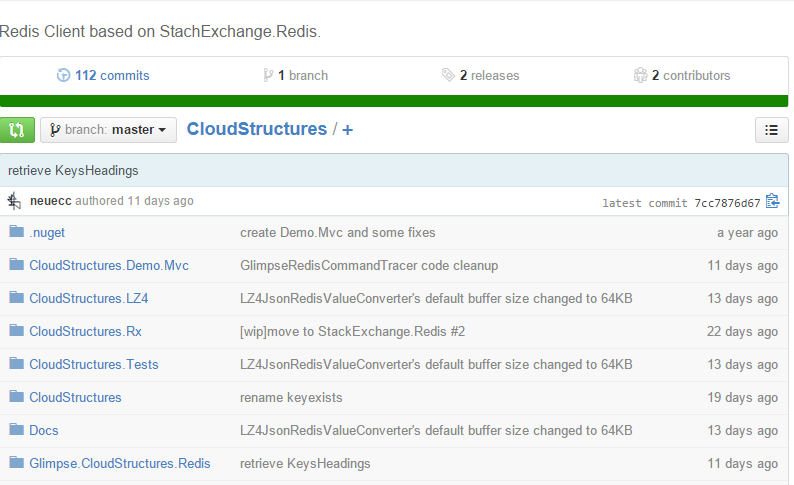 Redis Client based on StachExchange.Redis.
112 commits 1 branch 2 releases 2 contributors
branch: master CloudStructures / +
retrieve KeysHeadings
neuecc authored 11 days ago latest commit 7cc7876d67
.nuget create Demo.Mvc and some fixes a year ago
CloudStructures.Demo.Mvc GlimpseRedisCommandTracer code cleanup 11 days ago
CloudStructures.LZ4 LZ4JsonRedisValueConverter's default buffer size changed to 64KB 13 days ago
CloudStructures.Rx [wip]move to StackExchange.Redis #2 22 days ago
CloudStructures.Tests LZ4JsonRedisValueConverter's default buffer size changed to 64KB 13 days ago
CloudStructures rename keyexists 19 days ago
Docs LZ4JsonRedisValueConverter's default buffer size changed to 64KB 13 days ago
Glimpse.CloudStructures.Redis retrieve KeysHeadings 11 days ago